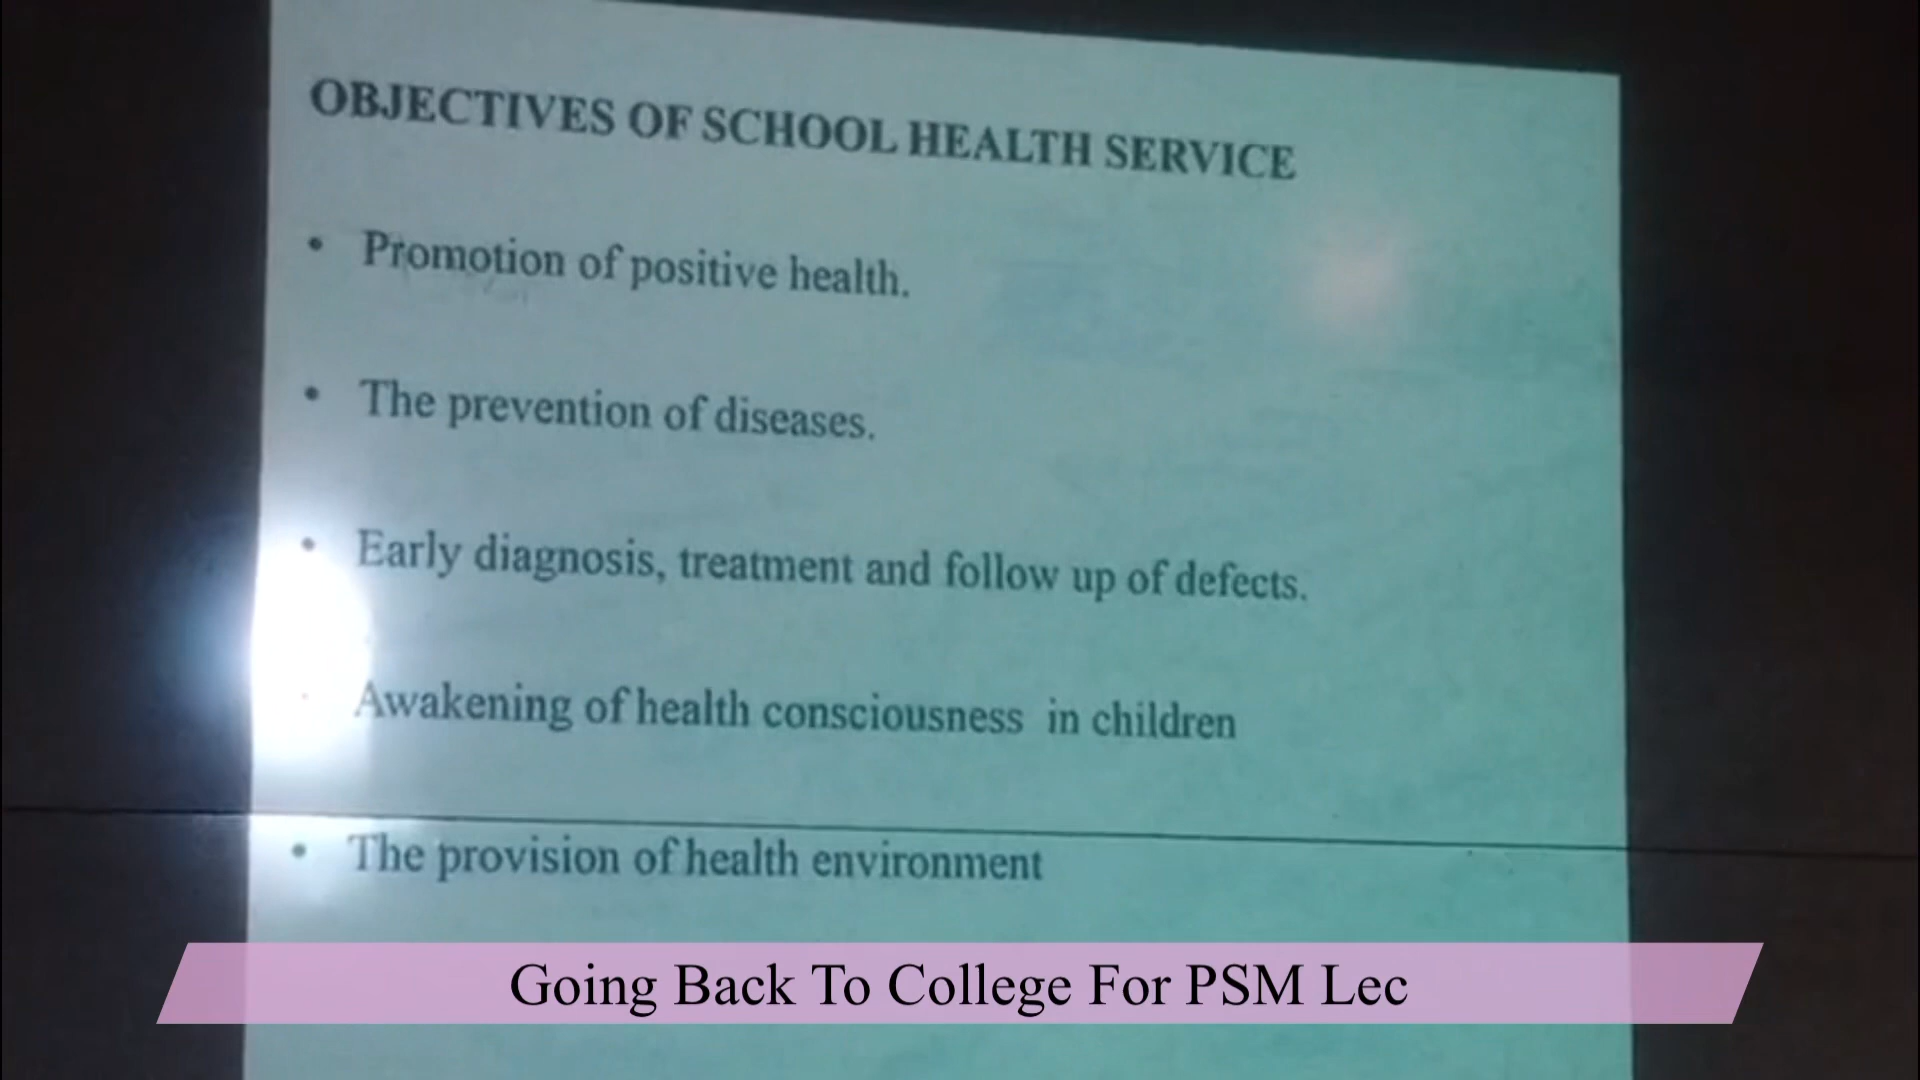 OBJECTIVES OF SCHOOL HEALTH SERVICE
• Promotion of positive health.
• The prevention of diseases.
• Early diagnosis, treatment and follow up of defects.
• Awakening of health consciousness in children
• The provision of health environment
Going Back To College For PSM Lec